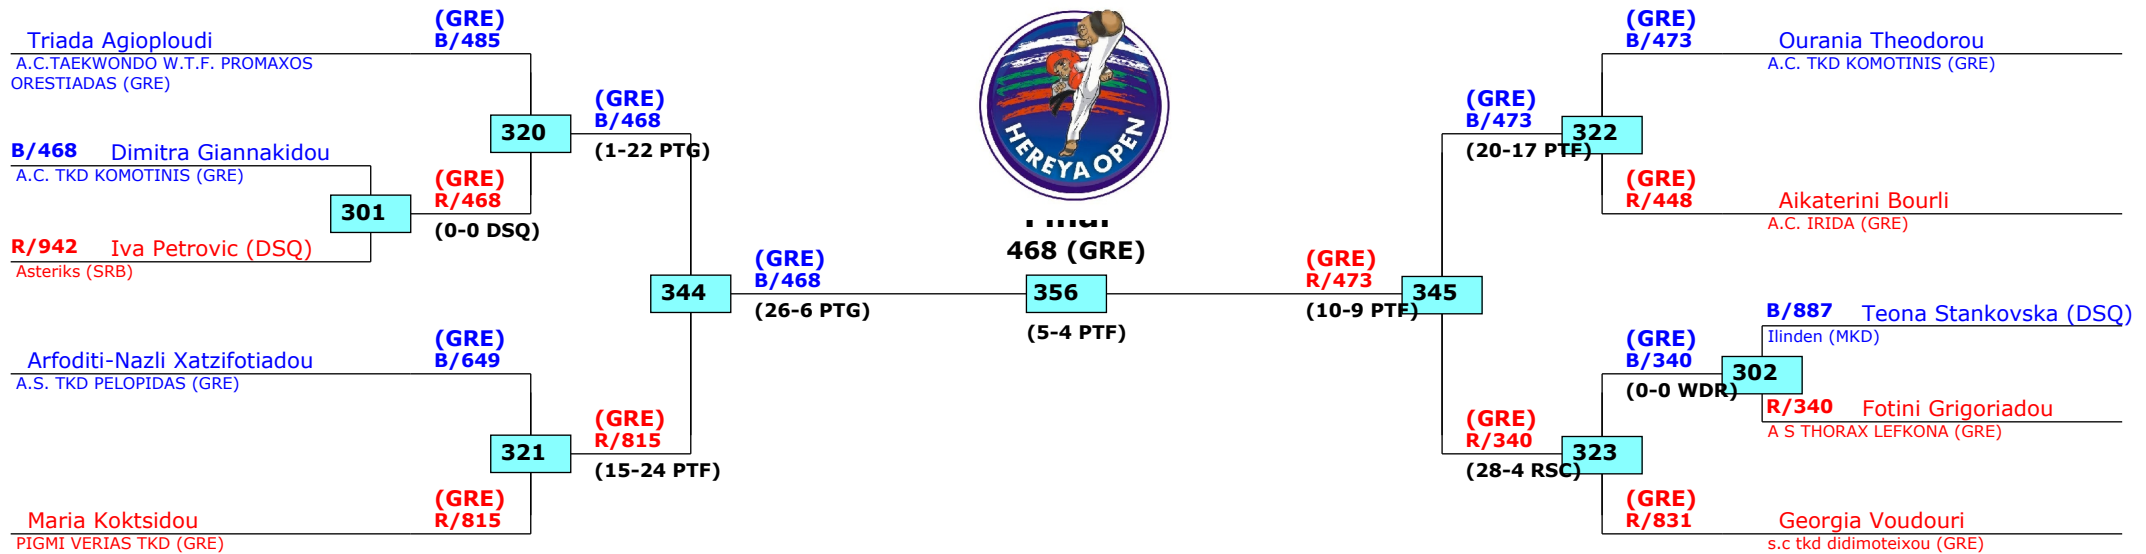 (GRE)
B/485
Triada Agioploudi
A.C.TAEKWONDO W.T.F. PROMAXOS
ORESTIADAS (GRE)
B/468 Dimitra Giannakidou
A.C. TKD KOMOTINIS (GRE)
301
R/942 Iva Petrovic (DSQ)
Asteriks (SRB)
(GRE)
R/468
(0-0 DSQ)
320
(GRE)
B/468
(1-22 PTG)
Arfoditi-Nazli Xatzifotiadou
A.S. TKD PELOPIDAS (GRE)
(GRE)
B/649
321
Maria Koktsidou
PIGMI VERIAS TKD (GRE)
(GRE)
R/815
(GRE)
R/815
(15-24 PTF)
344
(GRE)
B/468
(26-6 PTG)
HEREYA OPEN
Final
468 (GRE)
356
(5-4 PTF)
(GRE)
R/473
(10-9 PTF)
345
(GRE)
B/473
(20-17 PTF)
322
(GRE)
B/473
Ourania Theodorou
A.C. TKD KOMOTINIS (GRE)
(GRE)
R/448
Aikaterini Bourli
A.C. IRIDA (GRE)
B/887 Teona Stankovska (DSQ)
Ilinden (MKD)
302
R/340 Fotini Grigoriadou
A S THORAX LEFKONA (GRE)
(GRE)
B/340
(0-0 WDR)
(GRE)
R/340
(28-4 RSC)
323
(GRE)
R/831
Georgia Voudouri
s.c tkd didimoteixou (GRE)